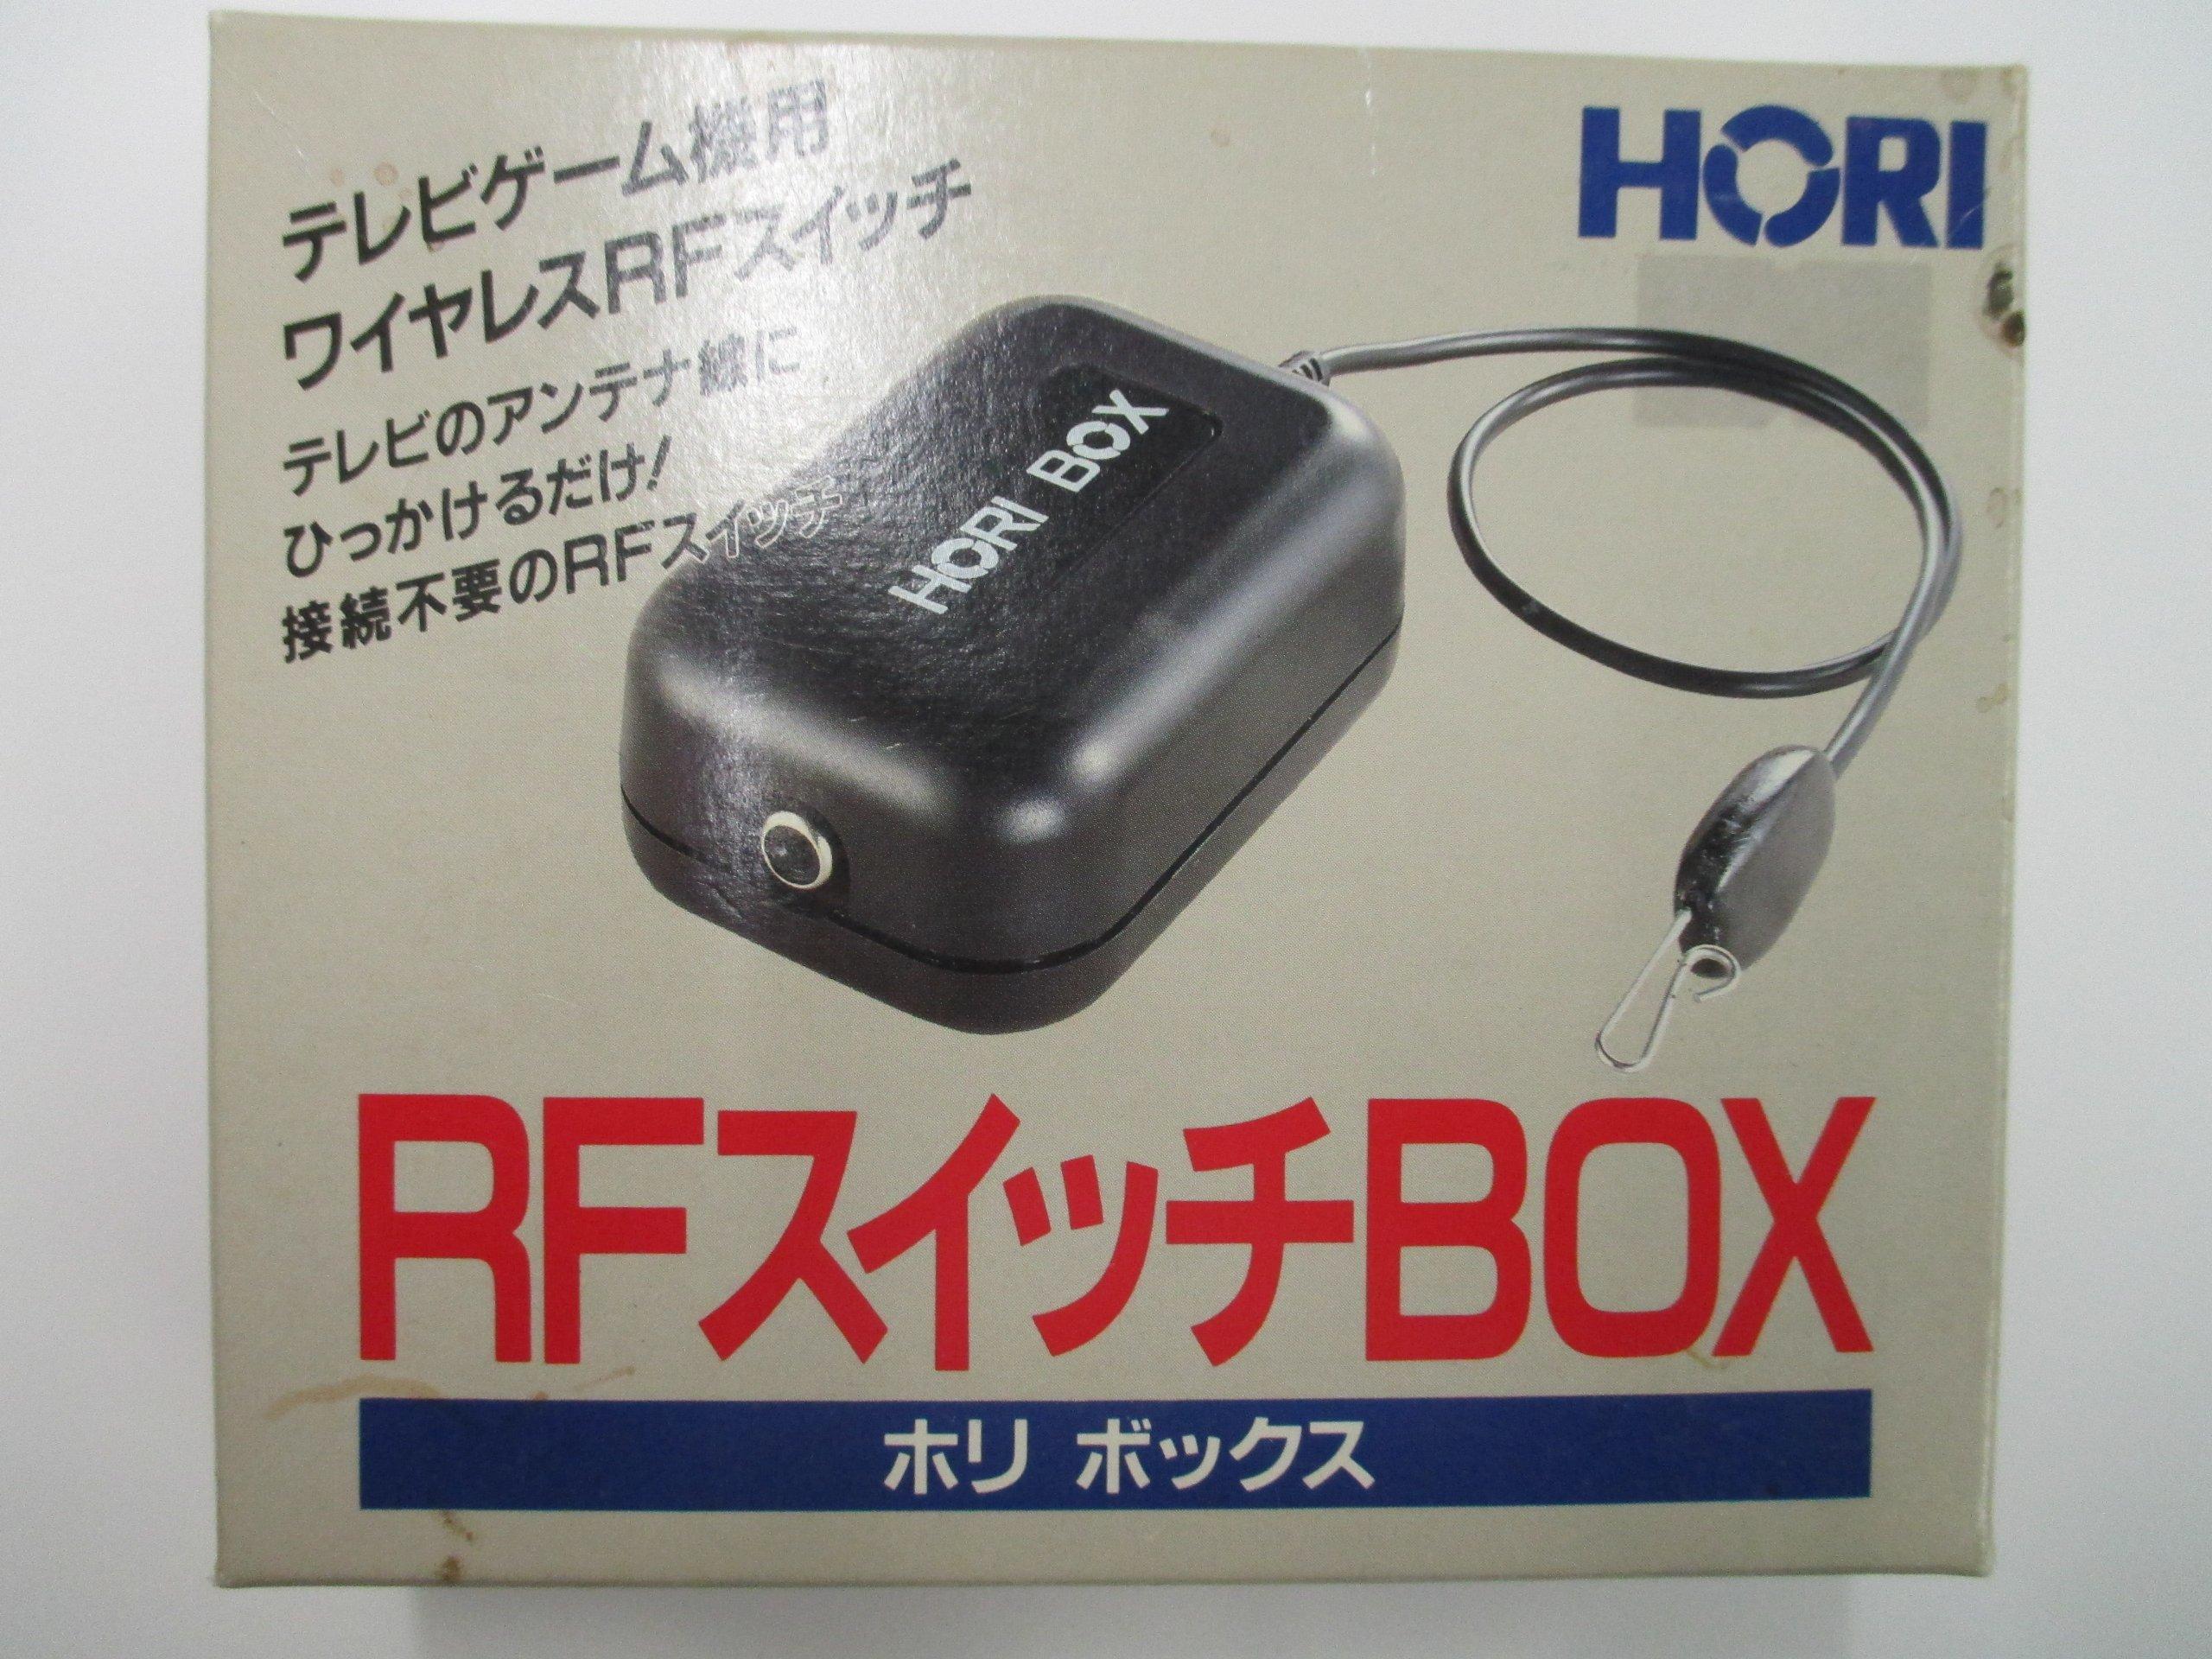 HORI
テレビゲーム機用
ワイヤレスRFスイッチ
テレビのアンテナ線に
ひっかけるだけ!
接続不要のRFスイッチ
HORI BOX
RFスイッチBOX
ホリ ボックス